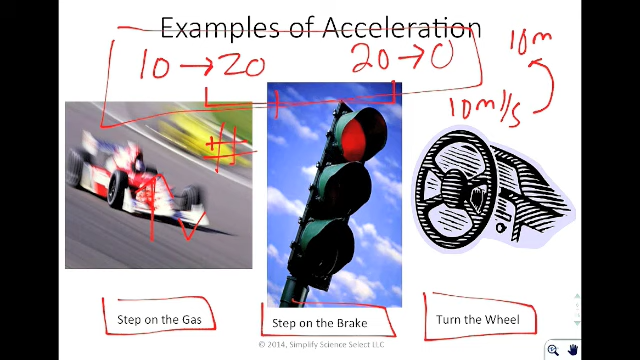 Examples of Acceleration
10 → 20
20 → 0
10m
10m/s
#
↑v
Step on the Gas
Step on the Brake
Turn the Wheel
© 2014, Simplify Science Select LLC